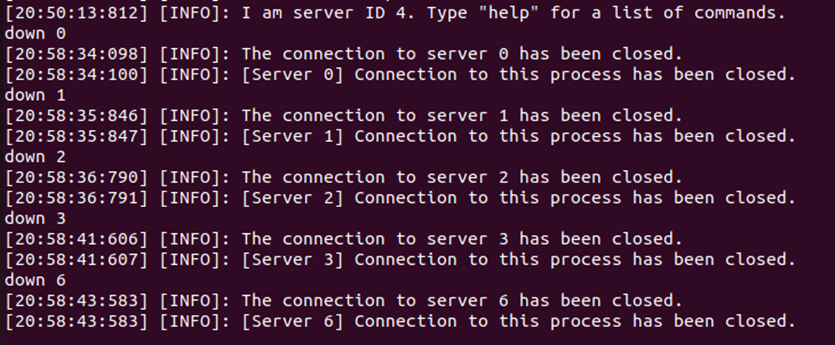 [20:50:13:812] [INFO]: I am server ID 4. Type "help" for a list of commands.
down 0
[20:58:34:098] [INFO]: The connection to server 0 has been closed.
[20:58:34:100] [INFO]: [Server 0] Connection to this process has been closed.
down 1
[20:58:35:846] [INFO]: The connection to server 1 has been closed.
[20:58:35:847] [INFO]: [Server 1] Connection to this process has been closed.
down 2
[20:58:36:790] [INFO]: The connection to server 2 has been closed.
[20:58:36:791] [INFO]: [Server 2] Connection to this process has been closed.
down 3
[20:58:41:606] [INFO]: The connection to server 3 has been closed.
[20:58:41:607] [INFO]: [Server 3] Connection to this process has been closed.
down 6
[20:58:43:583] [INFO]: The connection to server 6 has been closed.
[20:58:43:583] [INFO]: [Server 6] Connection to this process has been closed.